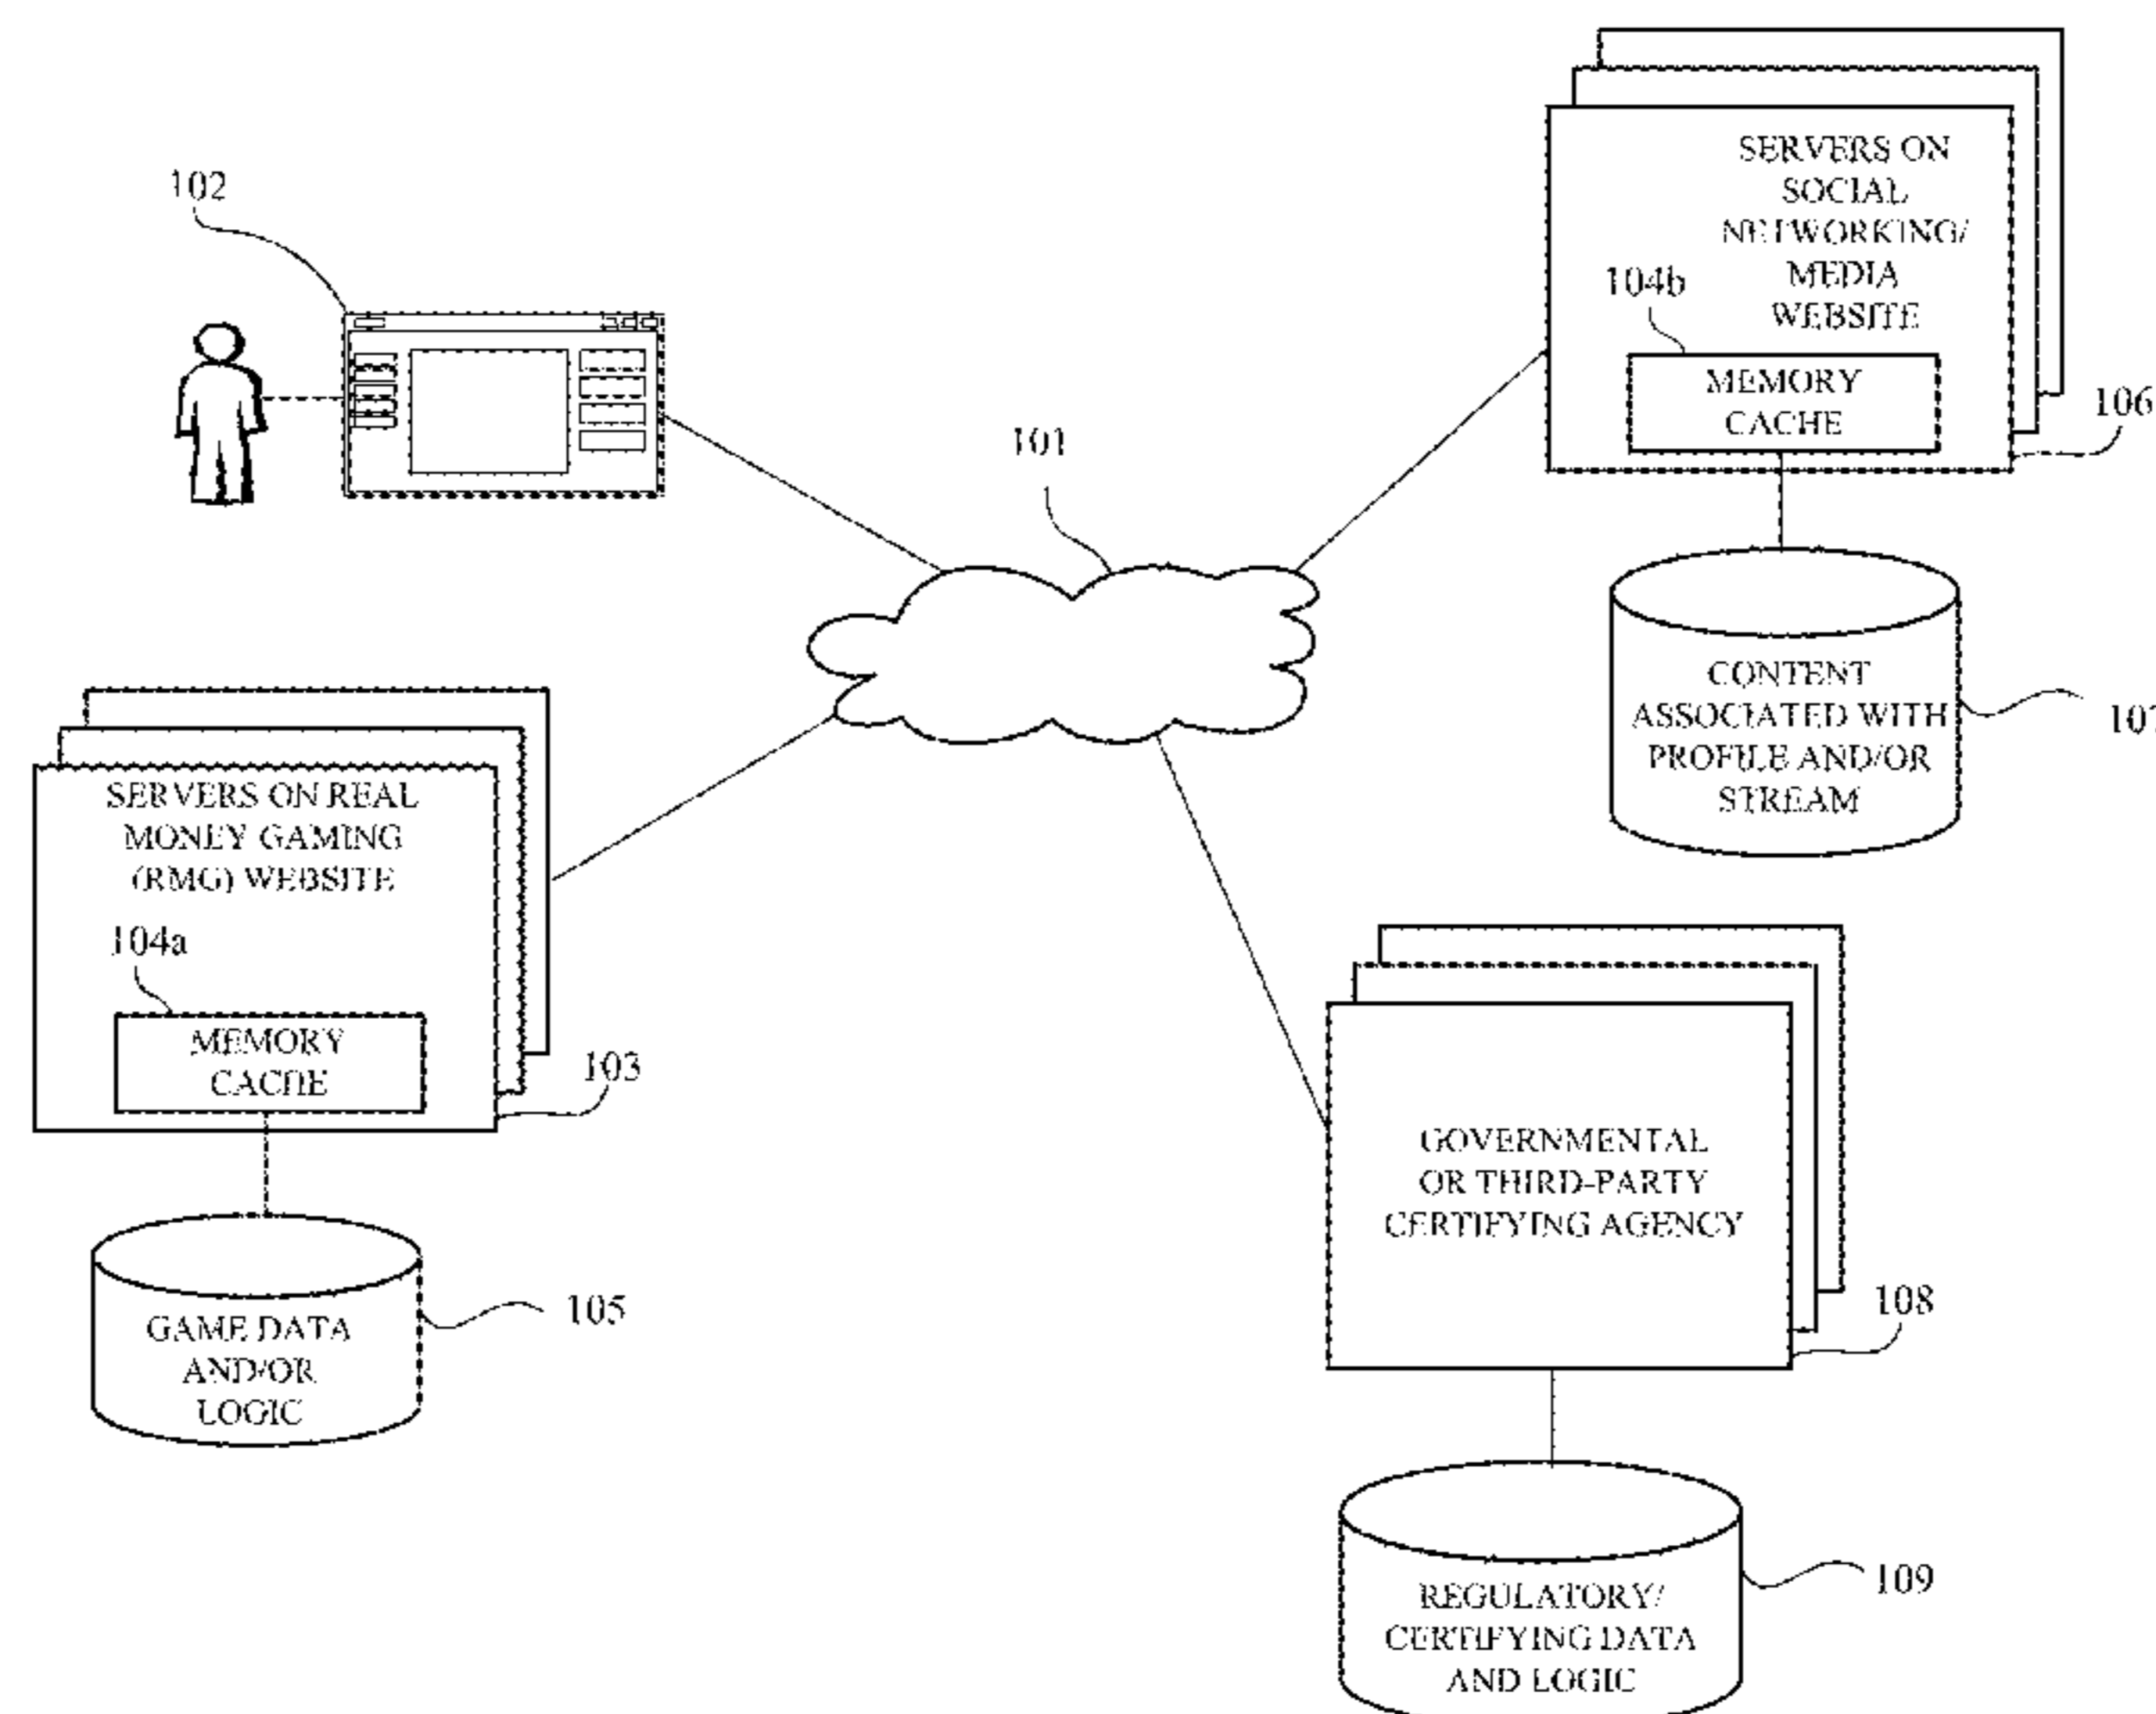 102
101
SERVERS ON
SOCIAL
NETWORKING/
MEDIA
WEBSITE
104b
MEMORY
CACHE
106
CONTENT
ASSOCIATED WITH
PROFILE AND/OR
STREAM
SERVERS ON REAL
MONEY GAMING
(RMG) WEBSITE
104a
MEMORY
CACHE
103
GAME DATA
AND/OR
LOGIC
105
GOVERNMENTAL
OR THIRD-PARTY
CERTIFYING AGENCY
108
REGULATORY/
CERTIFYING DATA
AND LOGIC
109